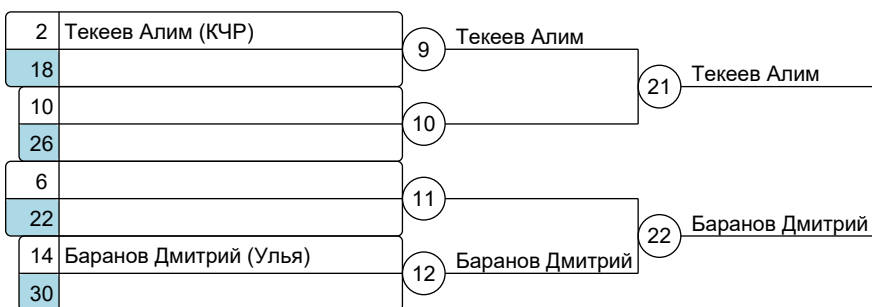 2 Текеев Алим (КЧР)
9 Текеев Алим
18
21 Текеев Алим
10
10
26
6
11
22
22 Баранов Дмитрий
14 Баранов Дмитрий (Улья)
12 Баранов Дмитрий
30